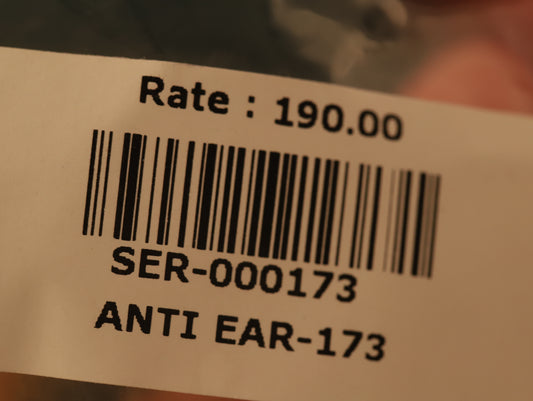 Rate : 190.00
SER-000173
ANTI EAR-173